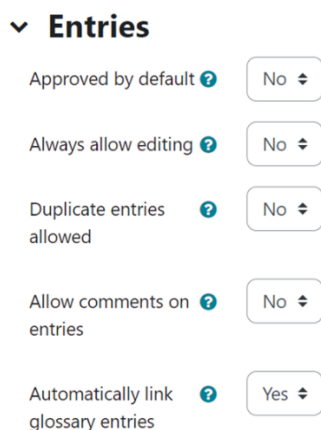 Entries
Approved by default
No
Always allow editing
No
Duplicate entries
allowed
No
Allow comments on
entries
No
Automatically link
glossary entries
Yes